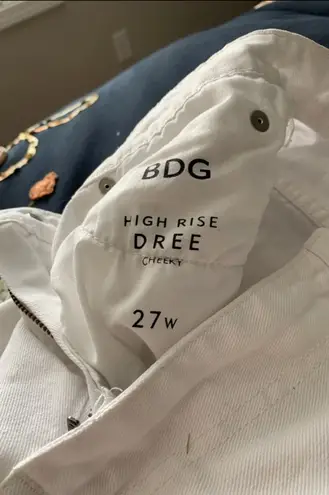 BDG
HIGH RISE
DREE
CHEEKY
27W